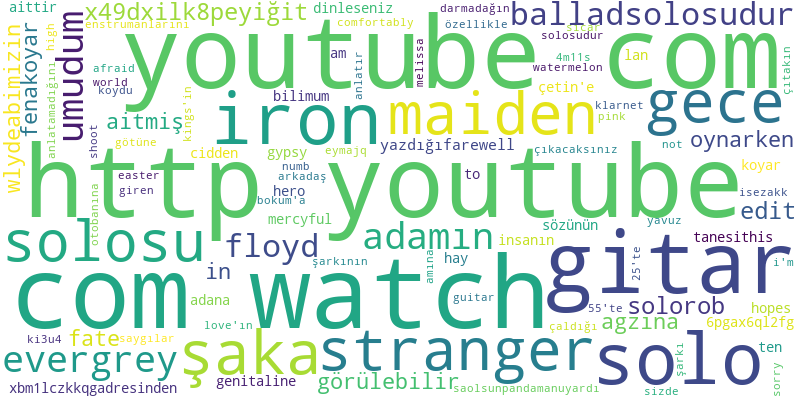 aittir
x49dxilk8peyiğit
dinleseniz
darmadağın
balladsolosudur
enstrumanlarını
comfortably
özellikle
sıçar
wlydeabimizin
fenakoyar
high
umudum
youtube com
am
anlatır
melissa
solosudur
4m11s
lan
watermelon
çıtakın
afraid
world
koydu
anlatamadığını
aitmiş
iron
bilimum
maiden
çetin'e
klarnet
pink
gece
kings'in
shoot
götüne
cidden
gypsy
yazdığıfarewell
çıkacaksınız
not
oynarken
http youtube
numb
arkadaş
eymajq
to
koyar
easter
giren
hero
bokum'a
isezakk
otobanına
mercyful
edit
solosu
floyd
adamın
sözünün
yavuz
insanın
tanesithis
com watch
in
şarkının
amına
hay
gitar
25'te
i'm
adana
guitar
55'te
solorob
hopes
ki3u4
fate
saygılar
love'ın
çaldığı
agzına
6pgax6ql2fg
evergrey
şaka
stranger
solo
şarkı
ten
genitaline
görülebilir
xbm1lczkkqgadresinden
saolsunpandamanuyardı
sizde
sorry